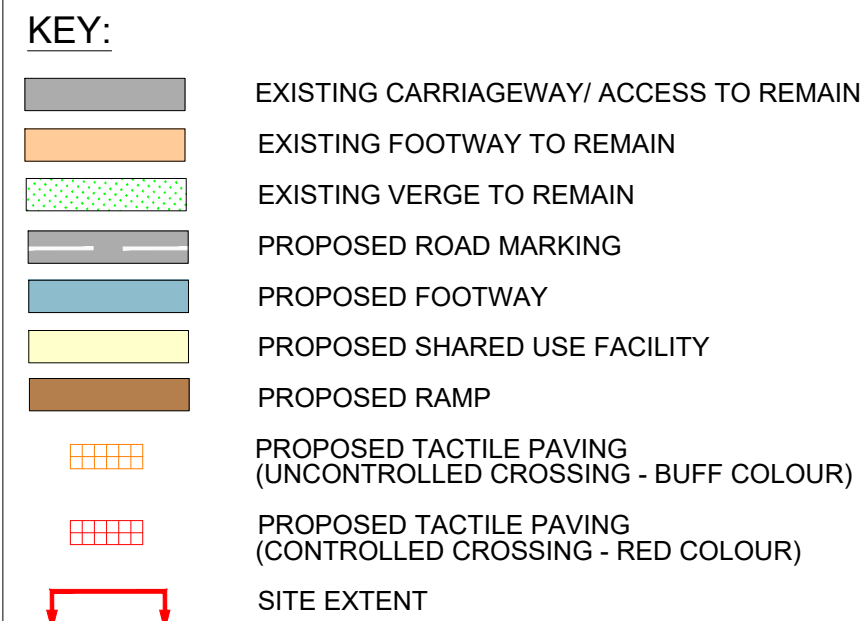 KEY:
EXISTING CARRIAGEWAY/ ACCESS TO REMAIN
EXISTING FOOTWAY TO REMAIN
EXISTING VERGE TO REMAIN
PROPOSED ROAD MARKING
PROPOSED FOOTWAY
PROPOSED SHARED USE FACILITY
PROPOSED RAMP
PROPOSED TACTILE PAVING
(UNCONTROLLED CROSSING - BUFF COLOUR)
PROPOSED TACTILE PAVING
(CONTROLLED CROSSING - RED COLOUR)
SITE EXTENT